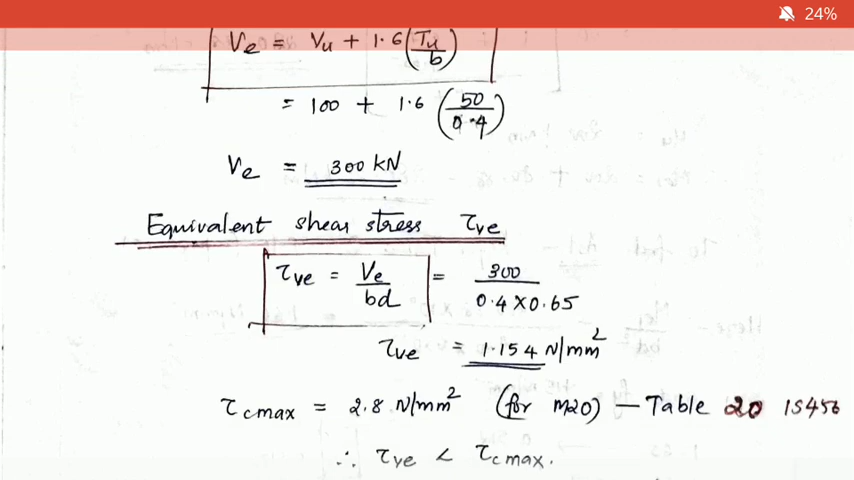 24%
Ve = Vu + 1.6(Tu/b)
= 100 + 1.6 (50/0.4)
Ve = 300 kN
Equivalent shear stress τve
τve = Ve/bd = 300/0.4×0.65
τve = 1.154 N/mm²
τcmax = 2.8 N/mm² (for M20) — Table 20 IS456
∴ τve < τcmax.